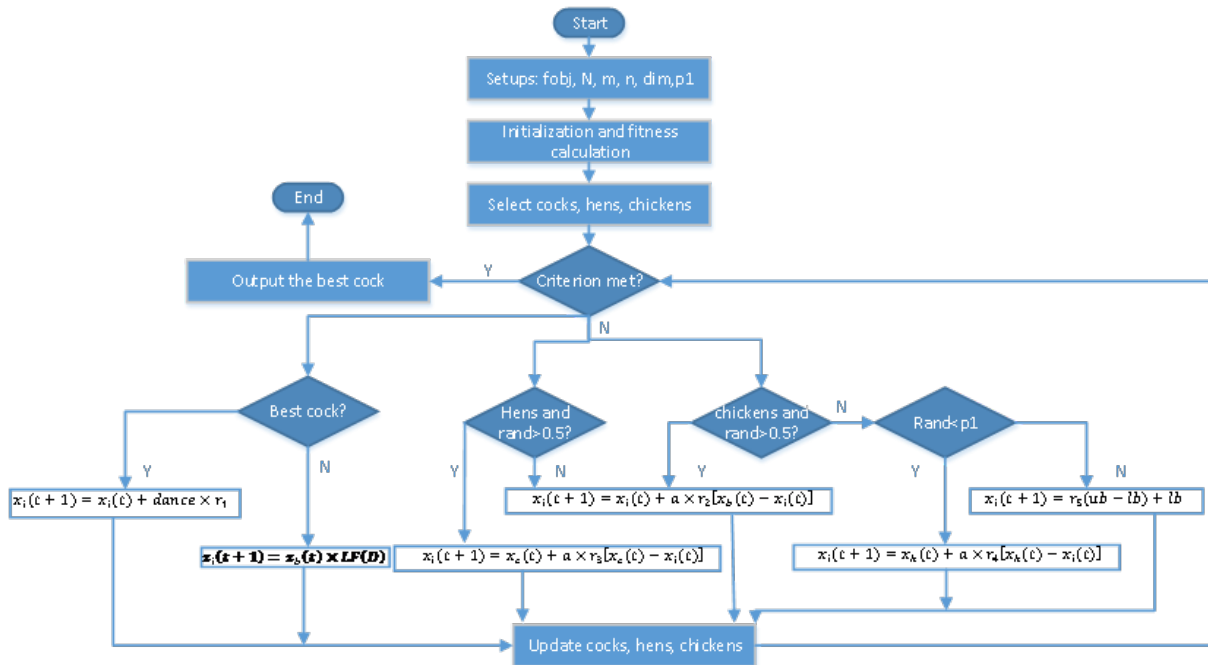 Start
Setups: fobj, N, m, n, dim,p1
Initialization and fitness
calculation
Select cocks, hens, chickens
End
Output the best cock
Y
Criterion met?
N
Best cock?
Hens and
rand>0.5?
chickens and
rand>0.5?
N
Rand<p1
Y
N
Y
N
Y
Y
N
xᵢ(t + 1) = xᵢ(t) + dance × r₁
xᵢ(t + 1) = xᵢ(t) + a × r₂[x_b(t) − xᵢ(t)]
xᵢ(t + 1) = r₅(ub − lb) + lb
xᵢ(t + 1) = x_b(t) × LF(D)
xᵢ(t + 1) = x_c(t) + a × r₃[x_c(t) − xᵢ(t)]
xᵢ(t + 1) = x_h(t) + a × r₄[x_h(t) − xᵢ(t)]
Update cocks, hens, chickens